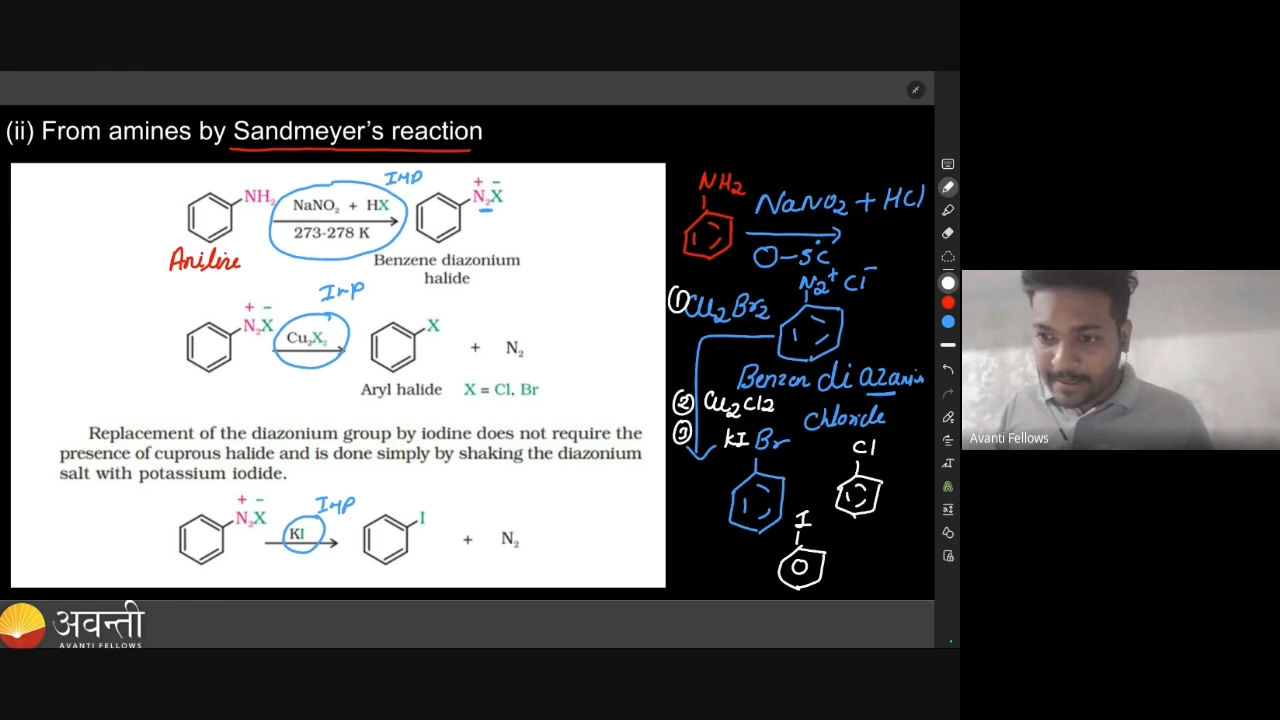 (ii) From amines by Sandmeyer's reaction
IMP
NH₂
NaNO₂ + HX
273-278 K
+ −
N₂X
Aniline
Benzene diazonium
halide
IMP
+ −
N₂X
Cu₂X₂
X
+ N₂
Aryl halide X = Cl, Br
Replacement of the diazonium group by iodine does not require the
presence of cuprous halide and is done simply by shaking the diazonium
salt with potassium iodide.
IMP
+ −
N₂X
KI
I
+ N₂
NH₂
NaNO₂ + HCl
0-5°C
N₂⁺ Cl⁻
① Cu₂Br₂
Benzen diazanium
chloride
② Cu₂Cl₂
③ KI
Br
Cl
I
अवन्ती
AVANTI FELLOWS
Avanti Fellows